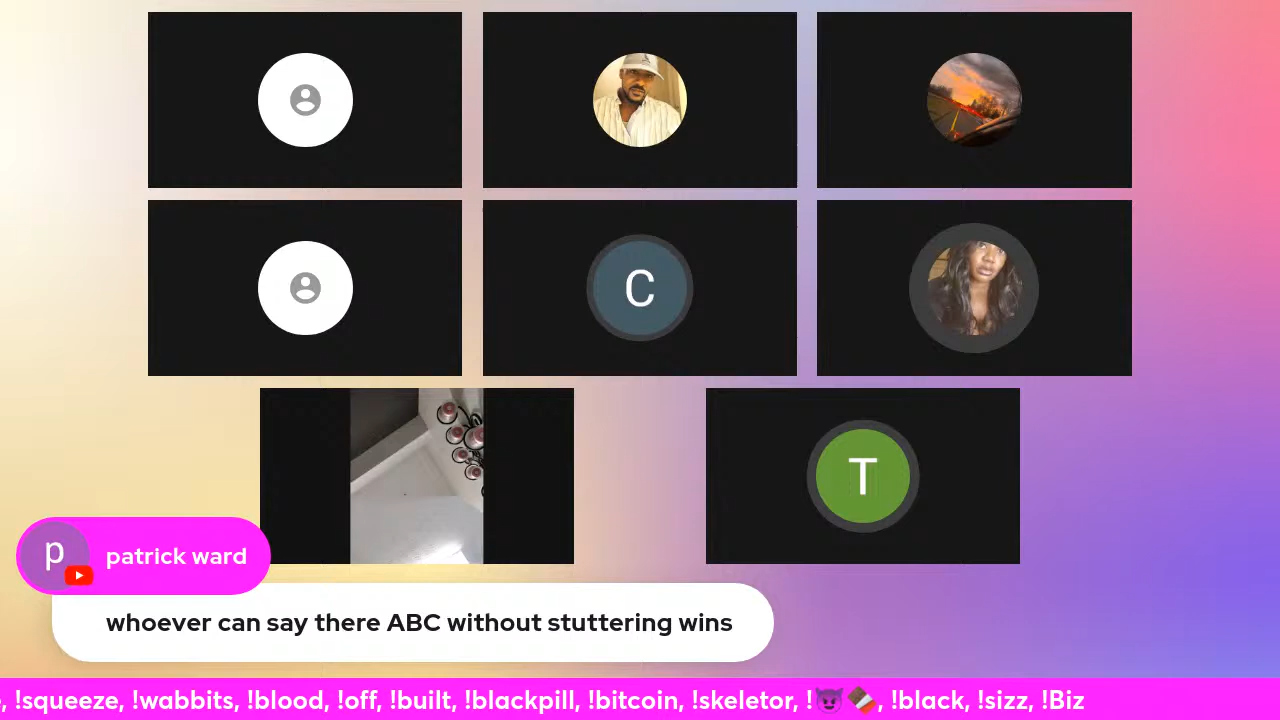 C
T
p
patrick ward
whoever can say there ABC without stuttering wins
, !squeeze, !wabbits, !blood, !off, !built, !blackpill, !bitcoin, !skeletor, !😈🍫, !black, !sizz, !Biz